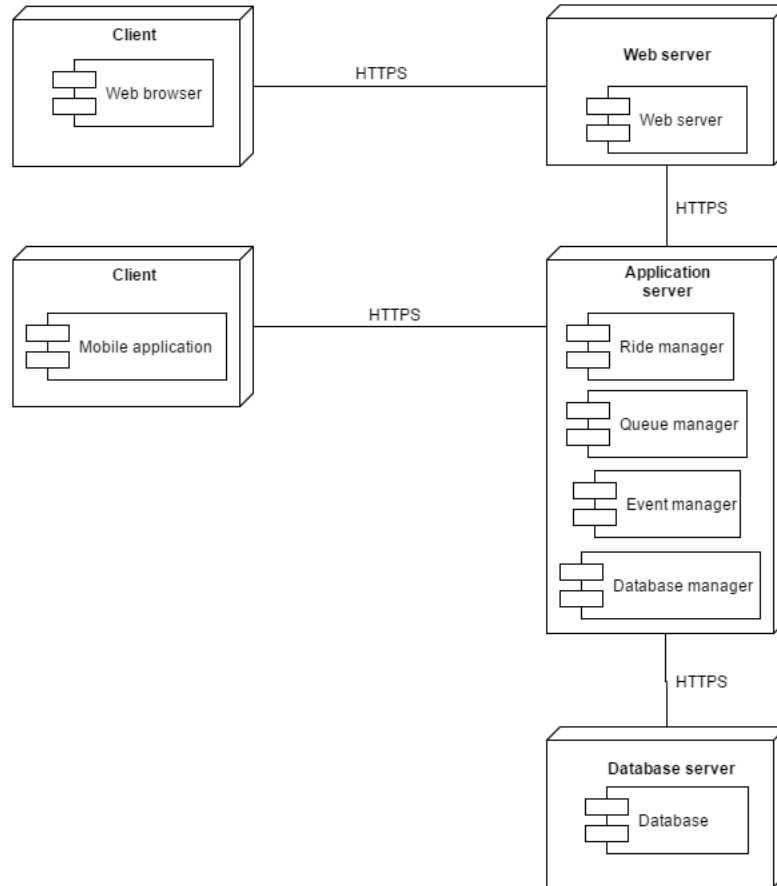 Client
Web browser
HTTPS
Web server
Web server
HTTPS
Client
Mobile application
HTTPS
Application
server
Ride manager
Queue manager
Event manager
Database manager
HTTPS
Database server
Database